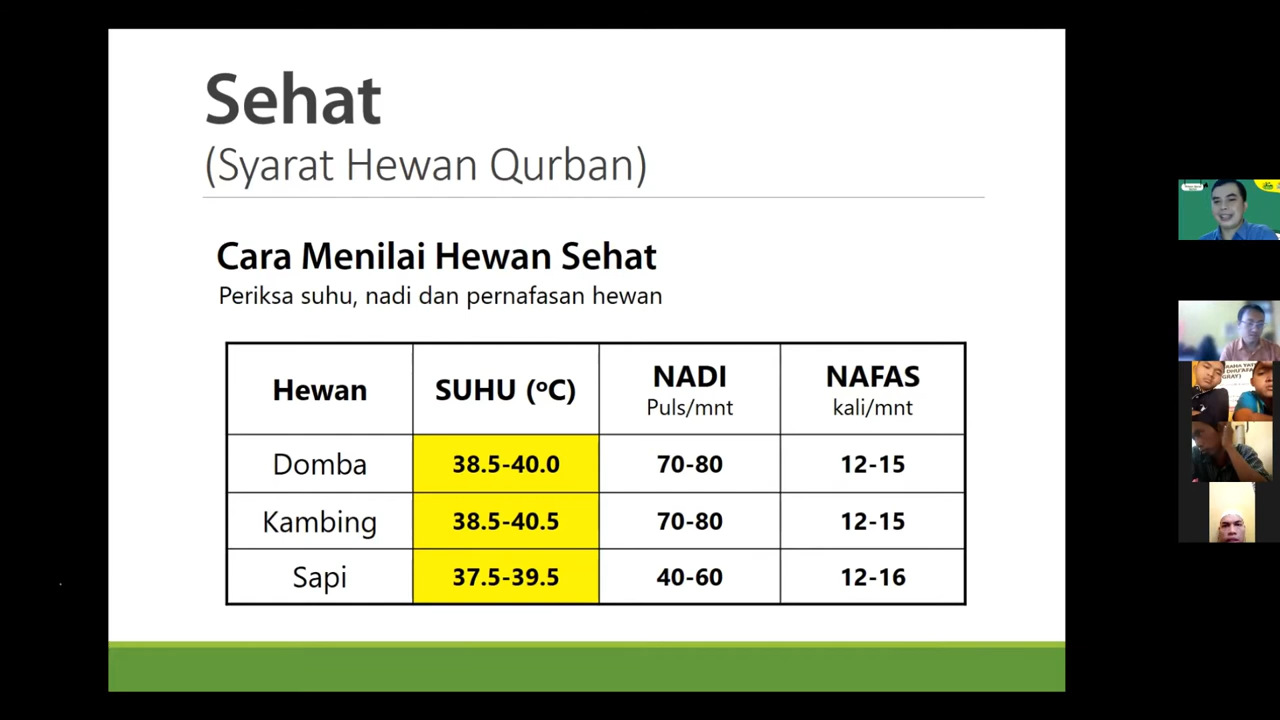 Sehat
(Syarat Hewan Qurban)
Cara Menilai Hewan Sehat
Periksa suhu, nadi dan pernafasan hewan
Hewan SUHU (ºC) NADI Puls/mnt NAFAS kali/mnt
Domba 38.5-40.0 70-80 12-15
Kambing 38.5-40.5 70-80 12-15
Sapi 37.5-39.5 40-60 12-16